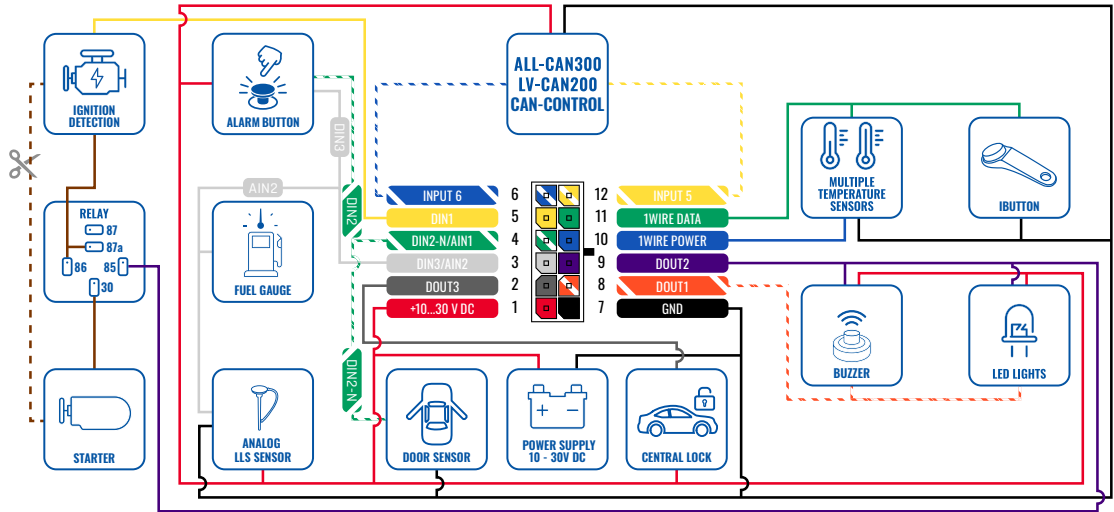 ALL-CAN300
LV-CAN200
CAN-CONTROL
IGNITION
DETECTION
ALARM BUTTON
DIN3
AIN2
DIN2
MULTIPLE
TEMPERATURE
SENSORS
IBUTTON
INPUT 6 6 12 INPUT 5
DIN1 5 11 1WIRE DATA
DIN2-N/AIN1 4 10 1WIRE POWER
DIN3/AIN2 3 9 DOUT2
DOUT3 2 8 DOUT1
+10...30 V DC 1 7 GND
RELAY
87
87a
86 85
30
FUEL GAUGE
DIN2-N
BUZZER
LED LIGHTS
STARTER
ANALOG
LLS SENSOR
DOOR SENSOR
POWER SUPPLY
10 - 30V DC
CENTRAL LOCK